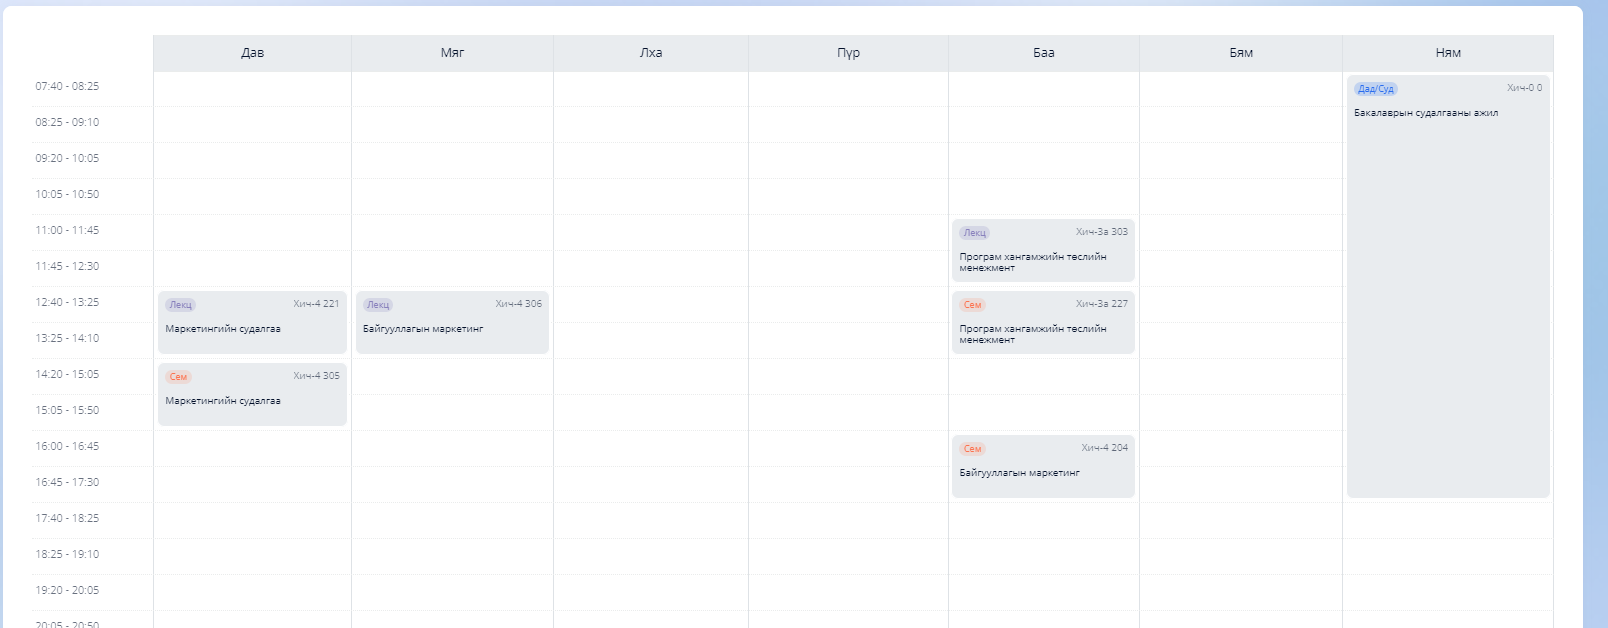 Дав Мяг Лха Пүр Баа Бям Ням
07:40 - 08:25
Дад/Суд Хич-0 0
Бакалаврын судалгааны ажил
08:25 - 09:10
09:20 - 10:05
10:05 - 10:50
11:00 - 11:45
Лекц Хич-3а 303
Програм хангамжийн төслийн
менежмент
11:45 - 12:30
12:40 - 13:25
Лекц Хич-4 221
Маркетингийн судалгаа
Лекц Хич-4 306
Байгууллагын маркетинг
Сем Хич-3а 227
Програм хангамжийн төслийн
менежмент
13:25 - 14:10
14:20 - 15:05
Сем Хич-4 305
Маркетингийн судалгаа
15:05 - 15:50
16:00 - 16:45
Сем Хич-4 204
Байгууллагын маркетинг
16:45 - 17:30
17:40 - 18:25
18:25 - 19:10
19:20 - 20:05
20:05 - 20:50